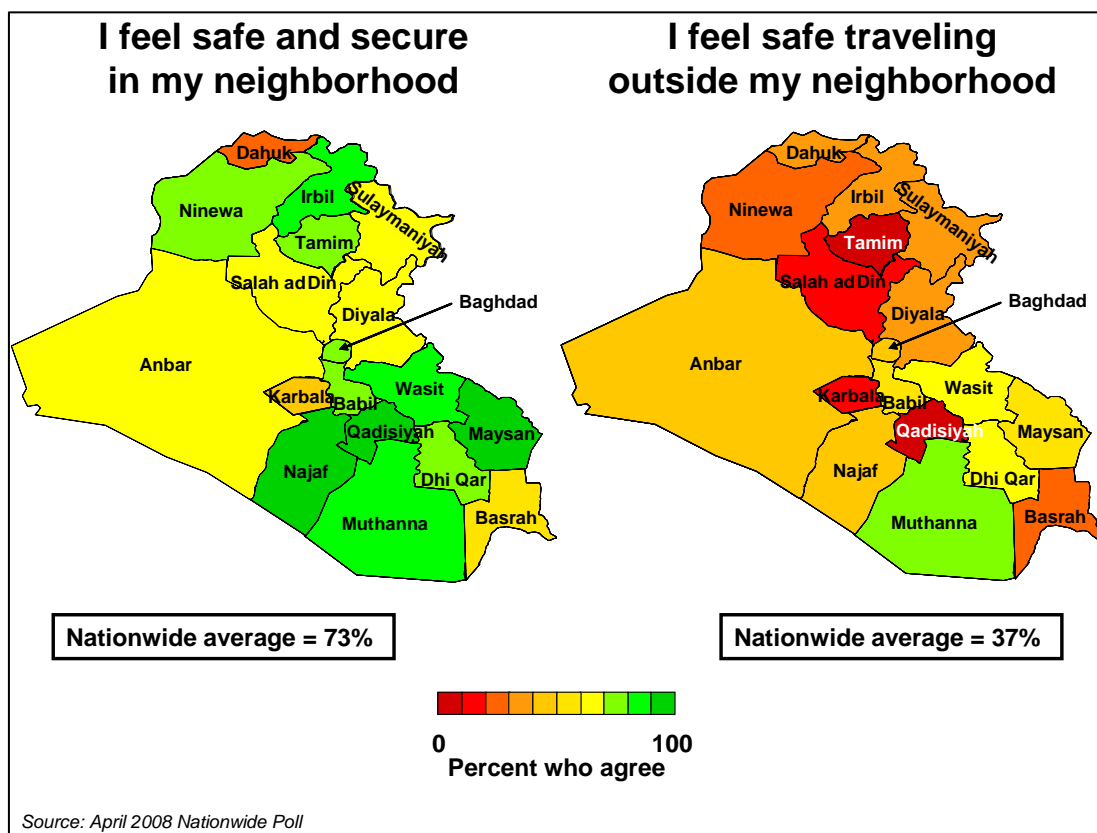 I feel safe and secure
in my neighborhood
Dahuk
Irbil
Ninewa
Sulaymaniyah
Tamim
Salah ad Din
Baghdad
Diyala
Anbar
Wasit
Karbala
Babil
Qadisiyah
Maysan
Najaf
Dhi Qar
Muthanna
Basrah
Nationwide average = 73%
I feel safe traveling
outside my neighborhood
Dahuk
Irbil
Ninewa
Sulaymaniyah
Tamim
Salah ad Din
Baghdad
Diyala
Anbar
Wasit
Karbala
Babil
Qadisiyah
Maysan
Najaf
Dhi Qar
Muthanna
Basrah
Nationwide average = 37%
0 100
Percent who agree
Source: April 2008 Nationwide Poll